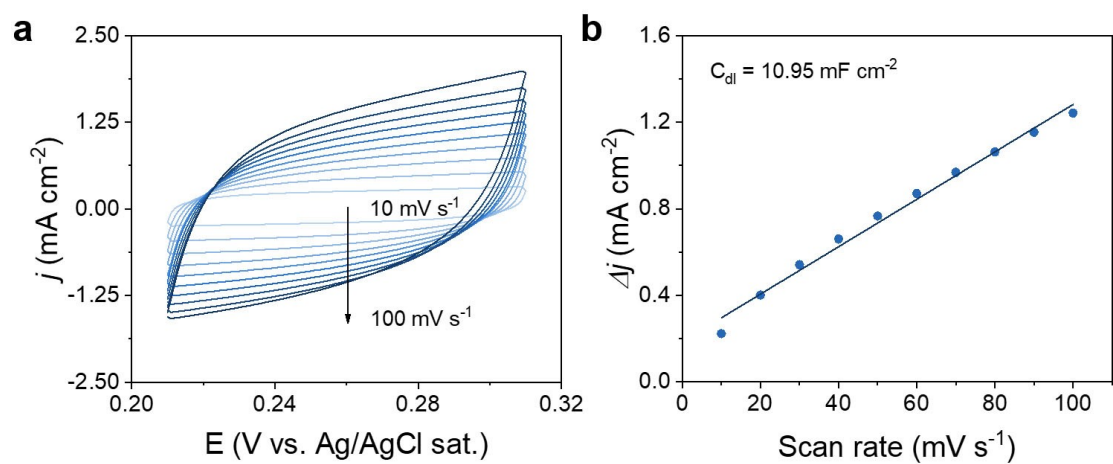 a
2.50
1.25
0.00
-1.25
-2.50
j (mA cm⁻²)
10 mV s⁻¹
100 mV s⁻¹
0.20
0.24
0.28
0.32
E (V vs. Ag/AgCl sat.)
b
1.6
1.2
0.8
0.4
0.0
Δj (mA cm⁻²)
C_dl = 10.95 mF cm⁻²
0
20
40
60
80
100
Scan rate (mV s⁻¹)